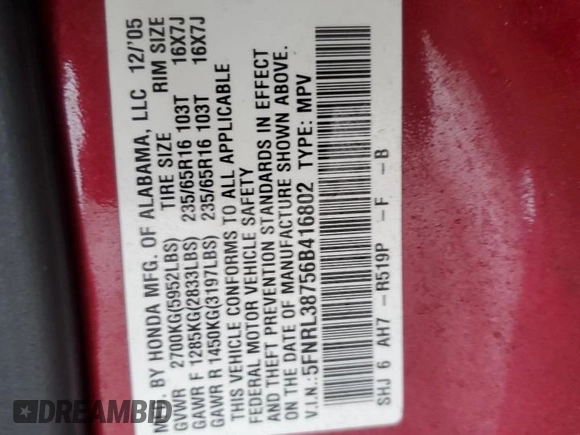 MFG. BY HONDA MFG. OF ALABAMA, LLC 12/'05
GVWR 2700KG(5952LBS) TIRE SIZE RIM SIZE
GAWR F 1285KG(2833LBS) 235/65R16 103T 16X7J
GAWR R 1450KG(3197LBS) 235/65R16 103T 16X7J
THIS VEHICLE CONFORMS TO ALL APPLICABLE
FEDERAL MOTOR VEHICLE SAFETY
AND THEFT PREVENTION STANDARDS IN EFFECT
ON THE DATE OF MANUFACTURE SHOWN ABOVE.
V.I.N.:5FNRL38756B416802 TYPE: MPV
SHJ 6 AH7 -R519P -F -B
DREAMBID